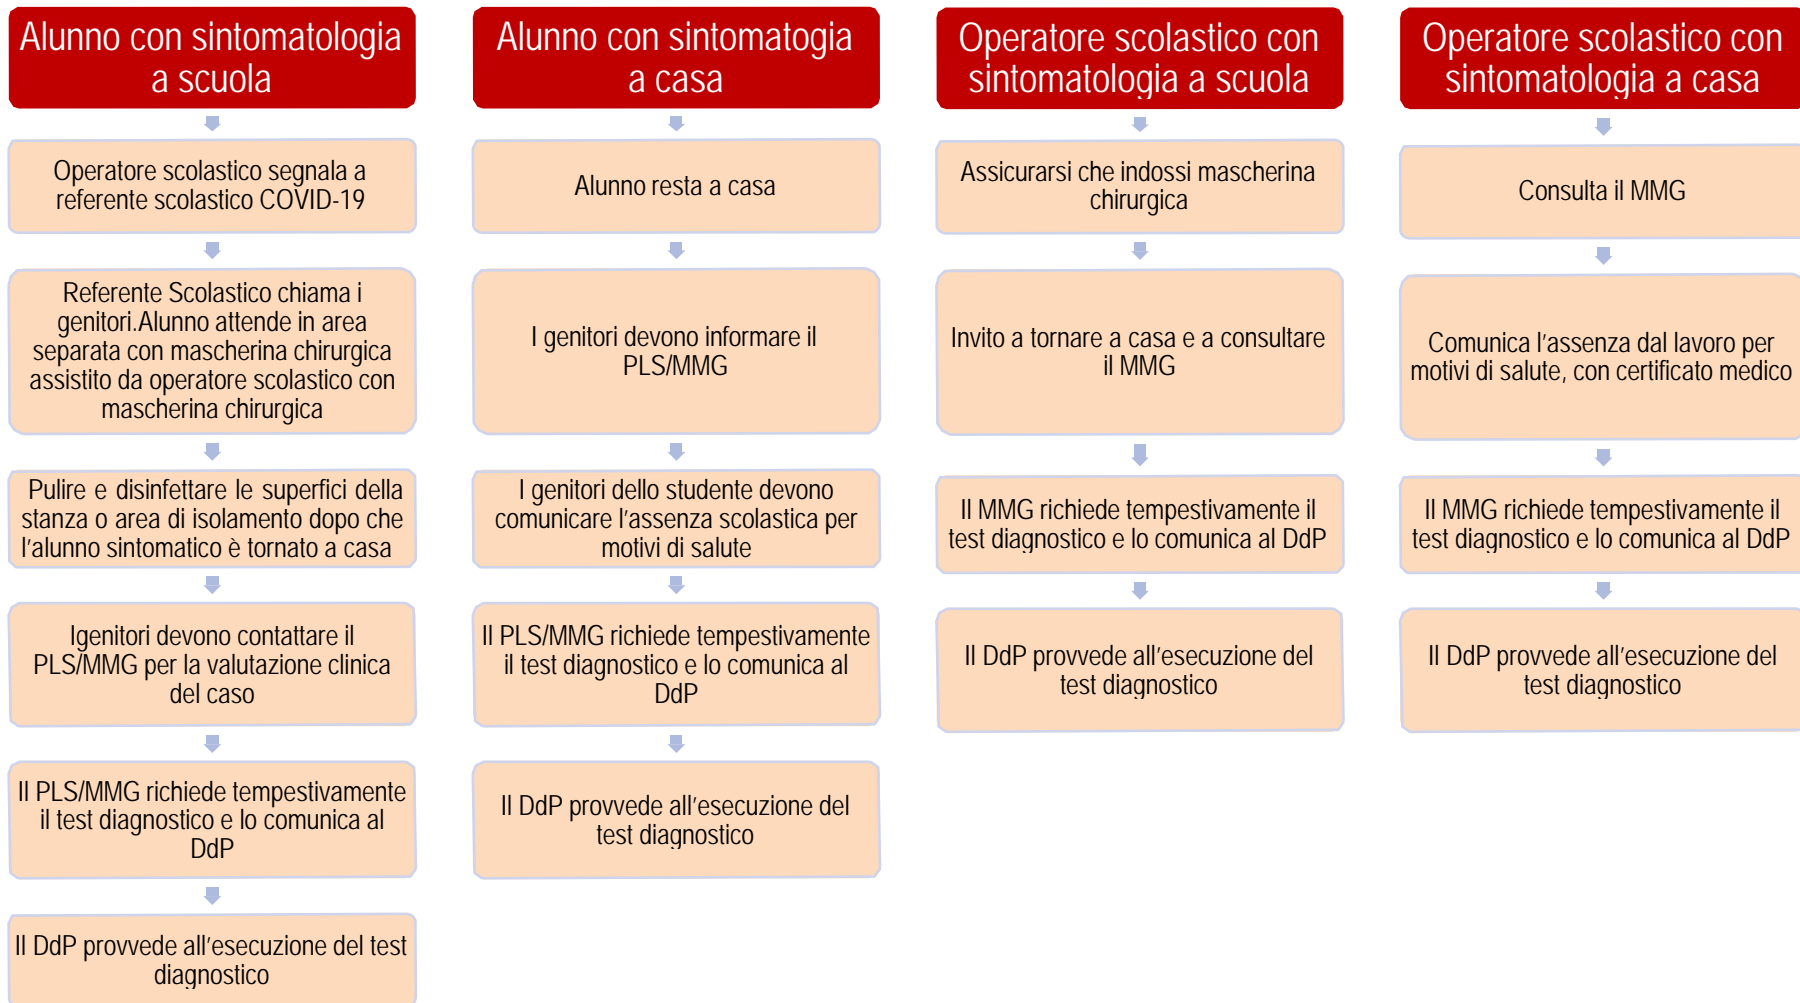 Alunno con sintomatologia
a scuola
Operatore scolastico segnala a
referente scolastico COVID-19
Referente Scolastico chiama i
genitori.Alunno attende in area
separata con mascherina chirurgica
assistito da operatore scolastico con
mascherina chirurgica
Pulire e disinfettare le superfici della
stanza o area di isolamento dopo che
l'alunno sintomatico è tornato a casa
Igenitori devono contattare il
PLS/MMG per la valutazione clinica
del caso
Il PLS/MMG richiede tempestivamente
il test diagnostico e lo comunica al
DdP
Il DdP provvede all'esecuzione del test
diagnostico
Alunno con sintomatogia
a casa
Alunno resta a casa
I genitori devono informare il
PLS/MMG
I genitori dello studente devono
comunicare l'assenza scolastica per
motivi di salute
Il PLS/MMG richiede tempestivamente
il test diagnostico e lo comunica al
DdP
Il DdP provvede all'esecuzione del
test diagnostico
Operatore scolastico con
sintomatologia a scuola
Assicurarsi che indossi mascherina
chirurgica
Invito a tornare a casa e a consultare
il MMG
Il MMG richiede tempestivamente il
test diagnostico e lo comunica al DdP
Il DdP provvede all'esecuzione del
test diagnostico
Operatore scolastico con
sintomatologia a casa
Consulta il MMG
Comunica l'assenza dal lavoro per
motivi di salute, con certificato medico
Il MMG richiede tempestivamente il
test diagnostico e lo comunica al DdP
Il DdP provvede all'esecuzione del
test diagnostico